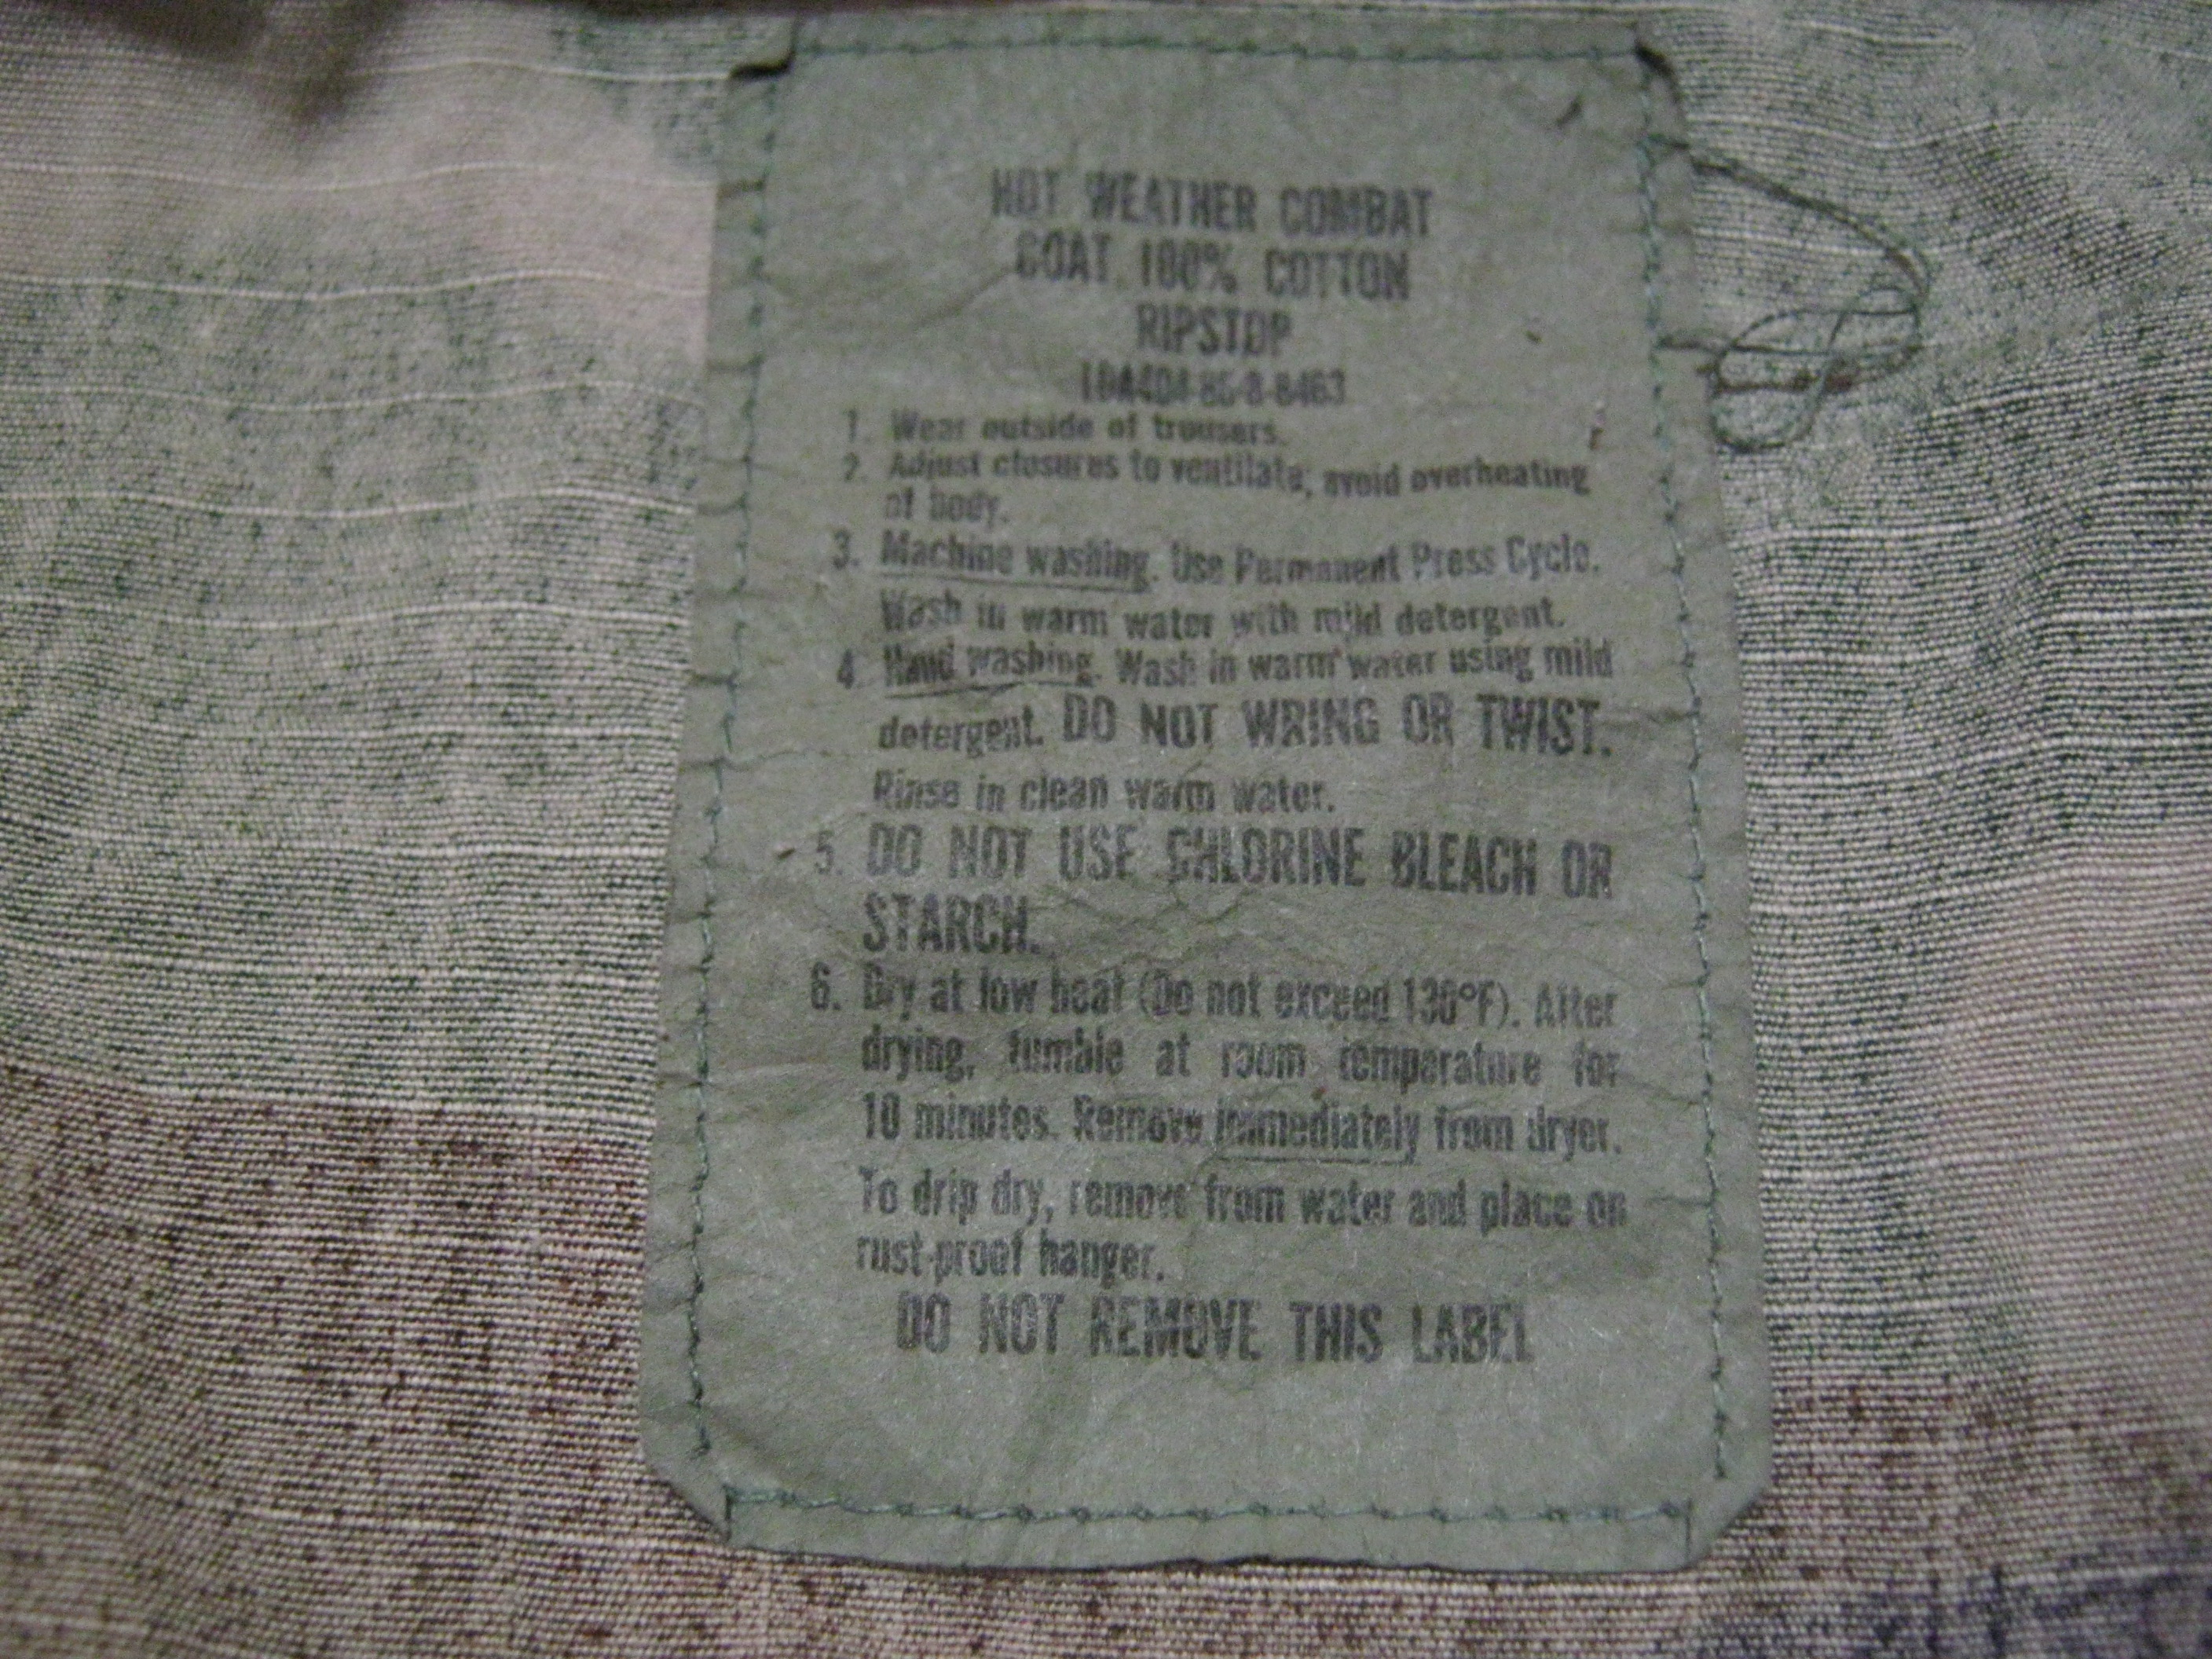 HOT WEATHER COMBAT
COAT, 100% COTTON
RIPSTOP
1. Wear outside of trousers.
2. Adjust closures to ventilate; avoid overheating
of body.
3. Machine washing. Use Permanent Press Cycle.
Wash in warm water with mild detergent.
4. Hand washing. Wash in warm water using mild
detergent. DO NOT WRING OR TWIST.
Rinse in clean warm water.
5. DO NOT USE CHLORINE BLEACH OR
STARCH.
6. Dry at low heat (Do not exceed 130°F). After
drying, tumble at room temperature for
10 minutes. Remove immediately from dryer.
To drip dry, remove from water and place on
rust-proof hanger.
DO NOT REMOVE THIS LABEL